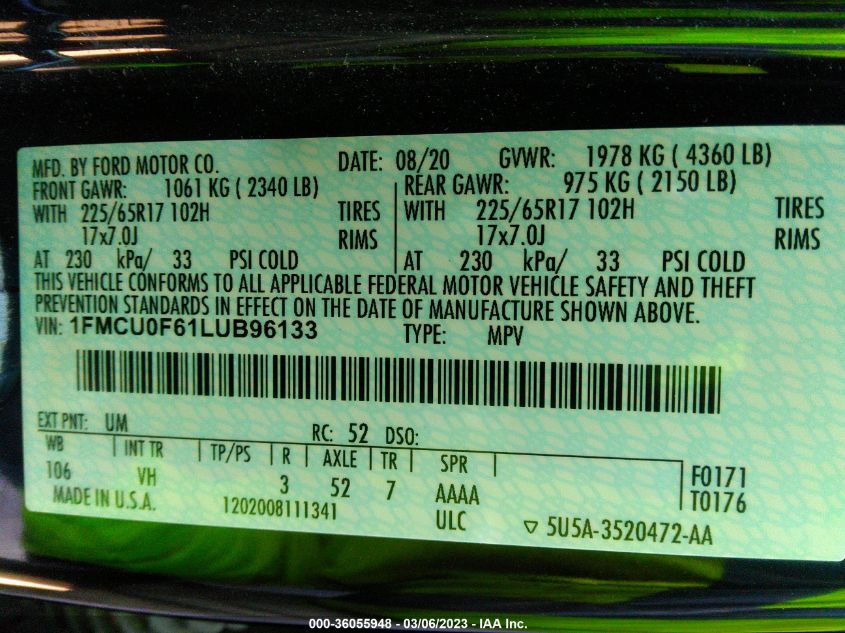 MFD. BY FORD MOTOR CO. DATE: 08/20 GVWR: 1978 KG ( 4360 LB)
FRONT GAWR: 1061 KG ( 2340 LB) REAR GAWR: 975 KG ( 2150 LB)
WITH 225/65R17 102H TIRES WITH 225/65R17 102H TIRES
17x7.0J RIMS 17x7.0J RIMS
AT 230 kPa/ 33 PSI COLD AT 230 kPa/ 33 PSI COLD
THIS VEHICLE CONFORMS TO ALL APPLICABLE FEDERAL MOTOR VEHICLE SAFETY AND THEFT
PREVENTION STANDARDS IN EFFECT ON THE DATE OF MANUFACTURE SHOWN ABOVE.
VIN: 1FMCU0F61LUB96133 TYPE: MPV
EXT PNT: UM RC: 52 DSO:
WB INT TR TP/PS R AXLE TR SPR F0171
106 VH 3 52 7 AAAA T0176
MADE IN U.S.A. 1202008111341 ULC ▽ 5U5A-3520472-AA
000-36055948 - 03/06/2023 - IAA Inc.